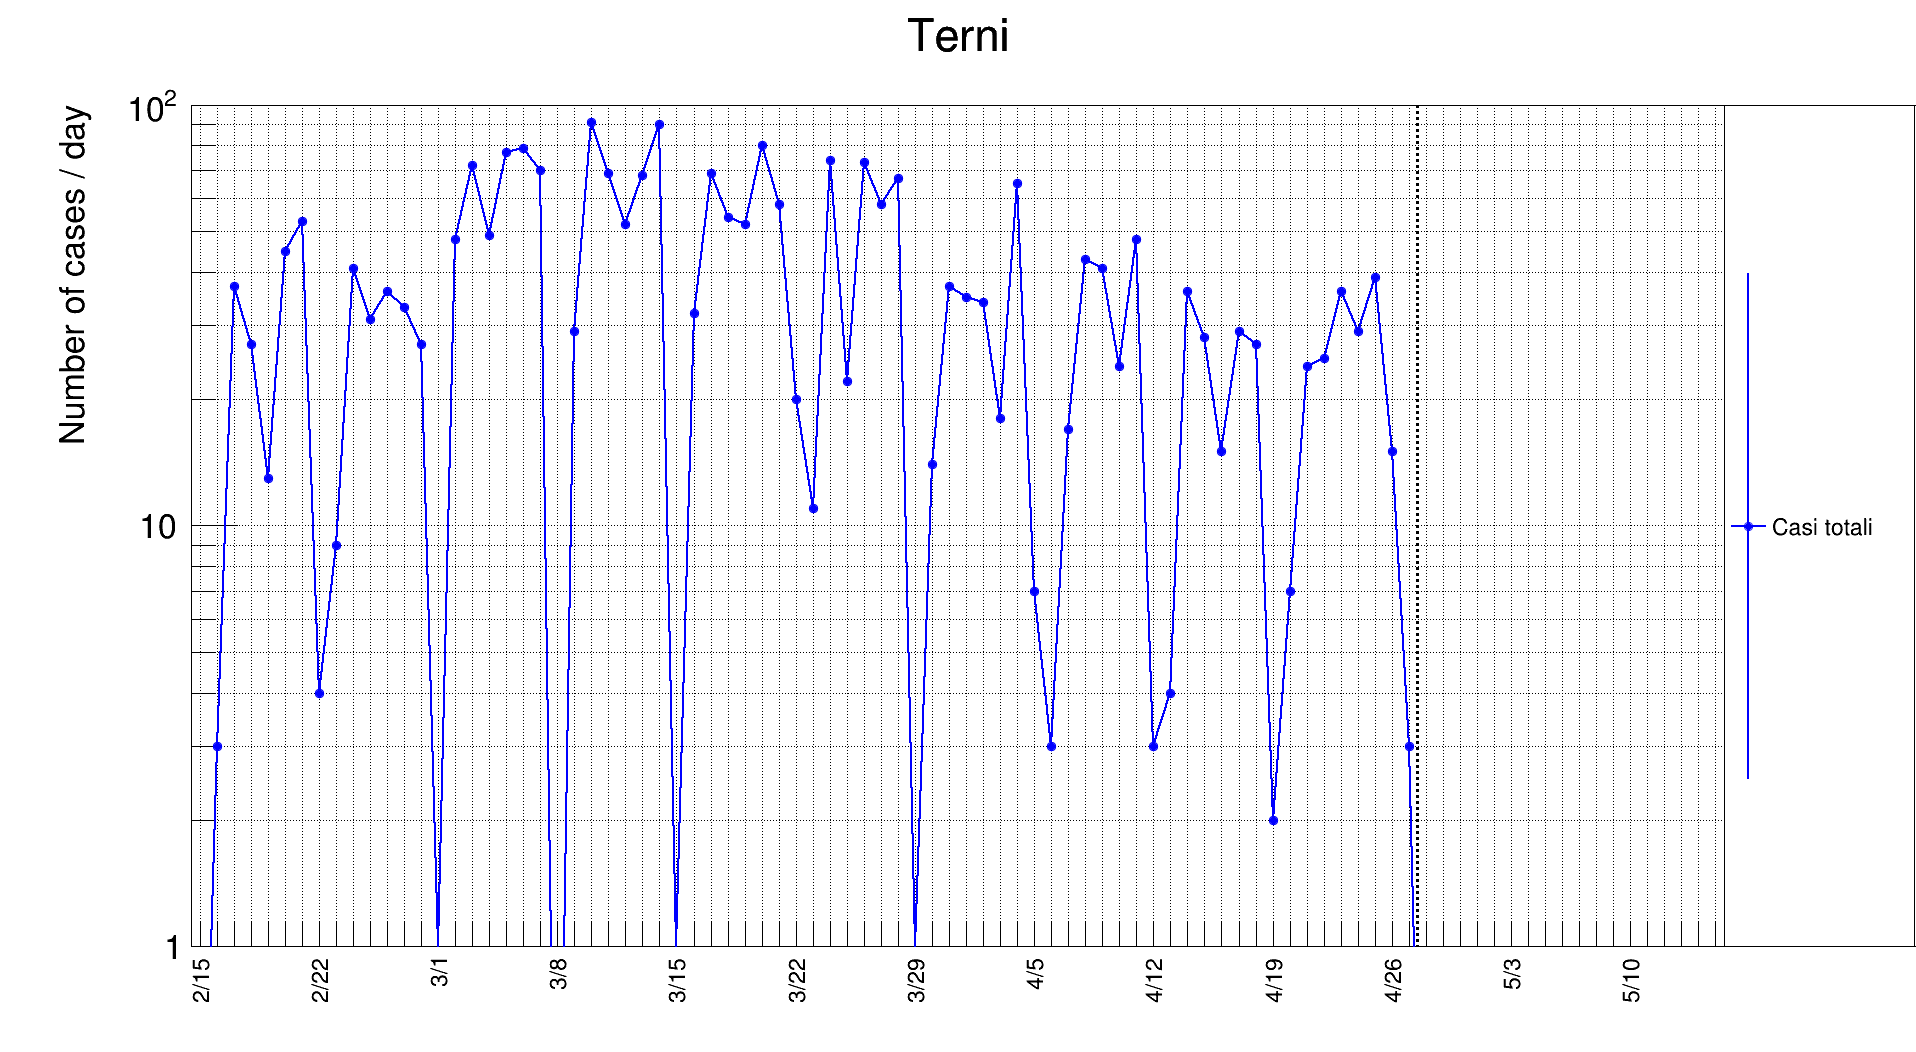 Terni
Number of cases / day
10²
10
1
2/15 2/22 3/1 3/8 3/15 3/22 3/29 4/5 4/12 4/19 4/26 5/3 5/10
Casi totali